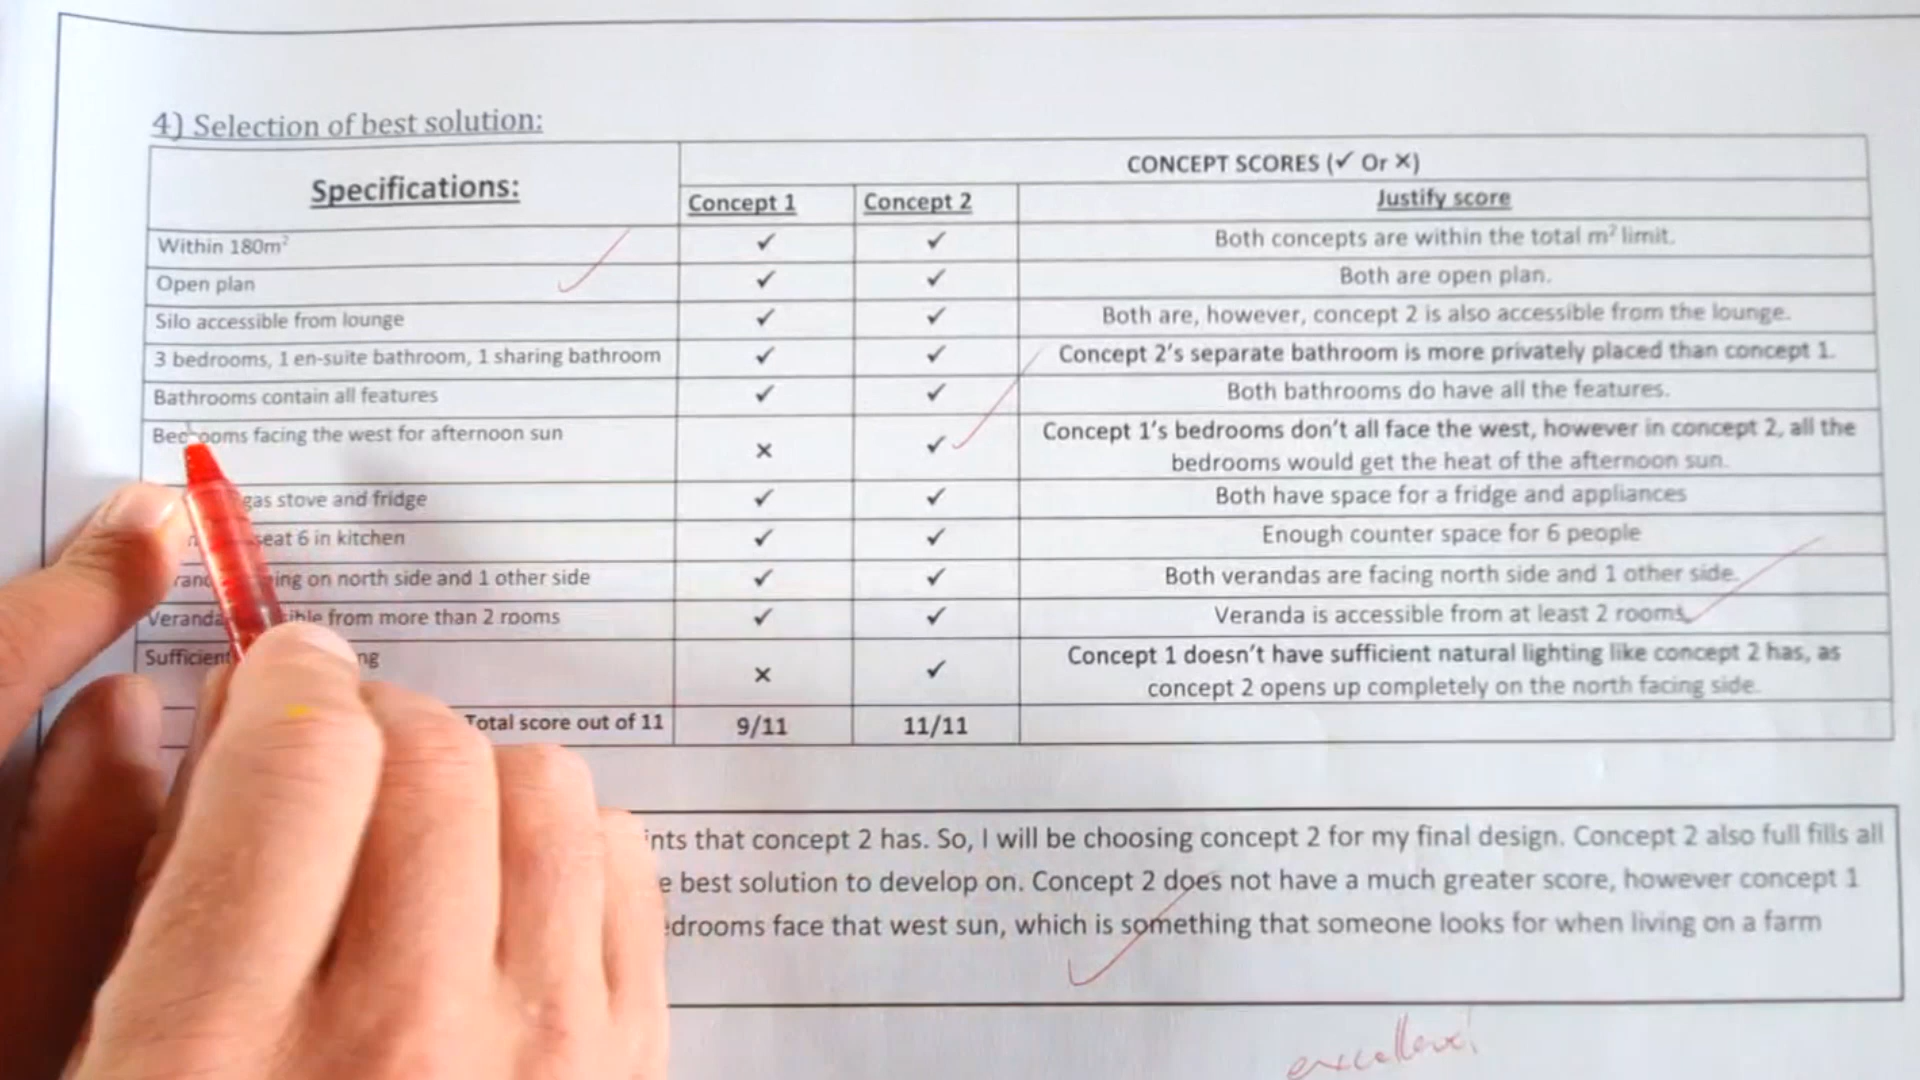 4) Selection of best solution:
Specifications:
CONCEPT SCORES (✓ Or ×)
Concept 1
Concept 2
Justify score
Within 180m²
✓
✓
Both concepts are within the total m² limit.
Open plan
✓
✓
Both are open plan.
Silo accessible from lounge
✓
✓
Both are, however, concept 2 is also accessible from the lounge.
3 bedrooms, 1 en-suite bathroom, 1 sharing bathroom
✓
✓
Concept 2's separate bathroom is more privately placed than concept 1.
Bathrooms contain all features
✓
✓
Both bathrooms do have all the features.
Bedrooms facing the west for afternoon sun
×
✓
Concept 1's bedrooms don't all face the west, however in concept 2, all the
bedrooms would get the heat of the afternoon sun.
gas stove and fridge
✓
✓
Both have space for a fridge and appliances
seat 6 in kitchen
✓
✓
Enough counter space for 6 people
on north side and 1 other side
✓
✓
Both verandas are facing north side and 1 other side.
Veranda from more than 2 rooms
✓
✓
Veranda is accessible from at least 2 rooms.
Sufficient
×
✓
Concept 1 doesn't have sufficient natural lighting like concept 2 has, as
concept 2 opens up completely on the north facing side.
Total score out of 11
9/11
11/11
that concept 2 has. So, I will be choosing concept 2 for my final design. Concept 2 also full fills all
best solution to develop on. Concept 2 does not have a much greater score, however concept 1
face that west sun, which is something that someone looks for when living on a farm
excellent